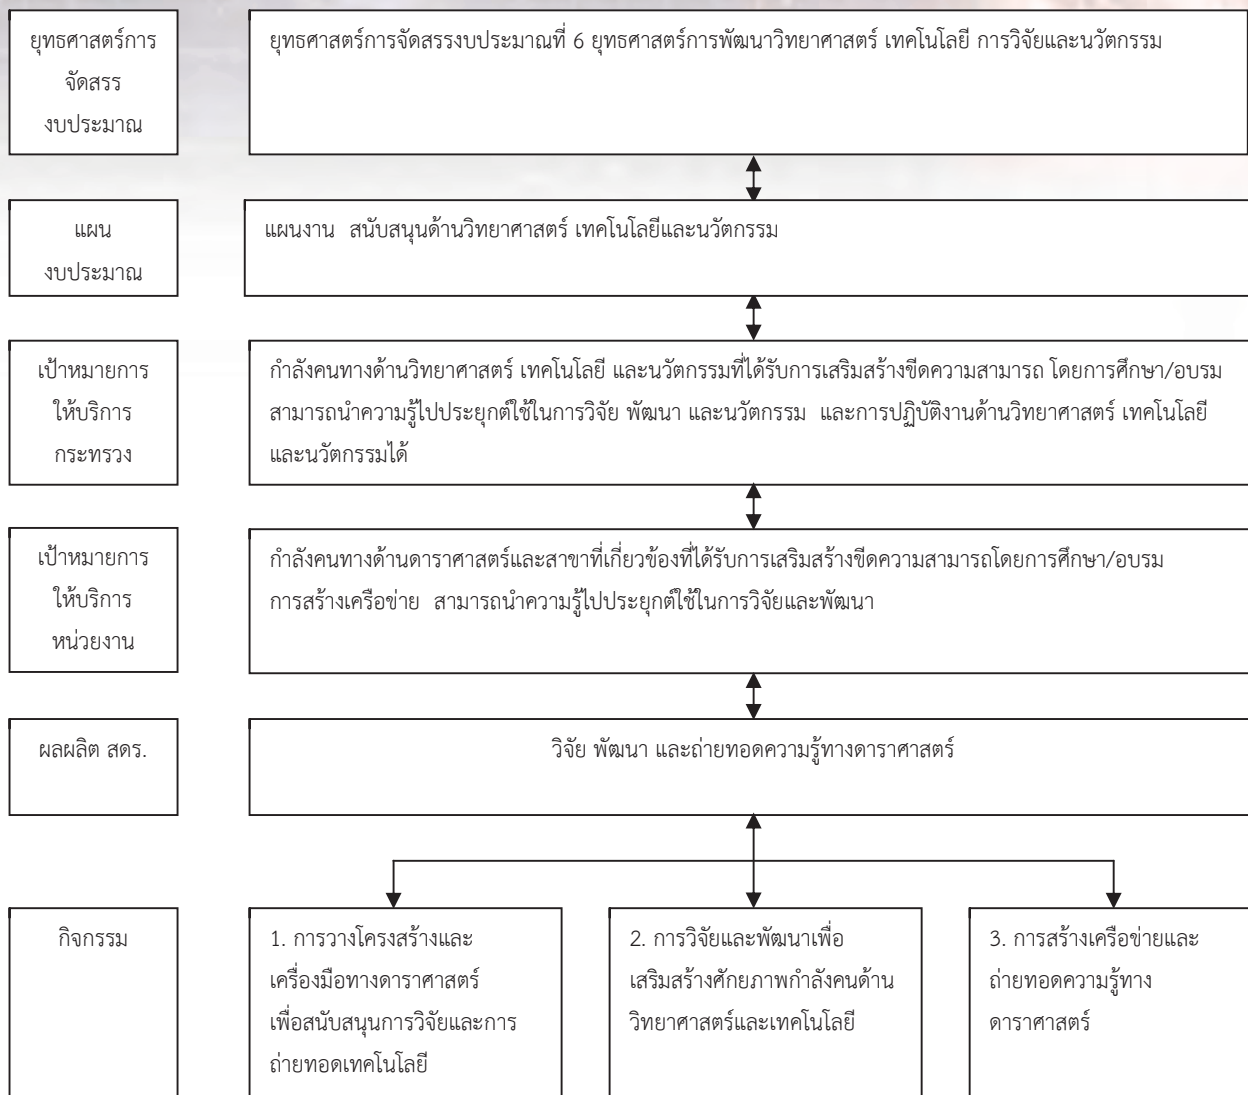 ยุทธศาสตร์การ
จัดสรร
งบประมาณ
ยุทธศาสตร์การจัดสรรงบประมาณที่ 6 ยุทธศาสตร์การพัฒนาวิทยาศาสตร์ เทคโนโลยี การวิจัยและนวัตกรรม
แผน
งบประมาณ
แผนงาน สนับสนุนด้านวิทยาศาสตร์ เทคโนโลยีและนวัตกรรม
เป้าหมายการ
ให้บริการ
กระทรวง
กำลังคนทางด้านวิทยาศาสตร์ เทคโนโลยี และนวัตกรรมที่ได้รับการเสริมสร้างขีดความสามารถ โดยการศึกษา/อบรม
สามารถนำความรู้ไปประยุกต์ใช้ในการวิจัย พัฒนา และนวัตกรรม และการปฏิบัติงานด้านวิทยาศาสตร์ เทคโนโลยี
และนวัตกรรมได้
เป้าหมายการ
ให้บริการ
หน่วยงาน
กำลังคนทางด้านดาราศาสตร์และสาขาที่เกี่ยวข้องที่ได้รับการเสริมสร้างขีดความสามารถโดยการศึกษา/อบรม
การสร้างเครือข่าย สามารถนำความรู้ไปประยุกต์ใช้ในการวิจัยและพัฒนา
ผลผลิต สดร.
วิจัย พัฒนา และถ่ายทอดความรู้ทางดาราศาสตร์
กิจกรรม
1. การวางโครงสร้างและ
เครื่องมือทางดาราศาสตร์
เพื่อสนับสนุนการวิจัยและการ
ถ่ายทอดเทคโนโลยี
2. การวิจัยและพัฒนาเพื่อ
เสริมสร้างศักยภาพกำลังคนด้าน
วิทยาศาสตร์และเทคโนโลยี
3. การสร้างเครือข่ายและ
ถ่ายทอดความรู้ทาง
ดาราศาสตร์